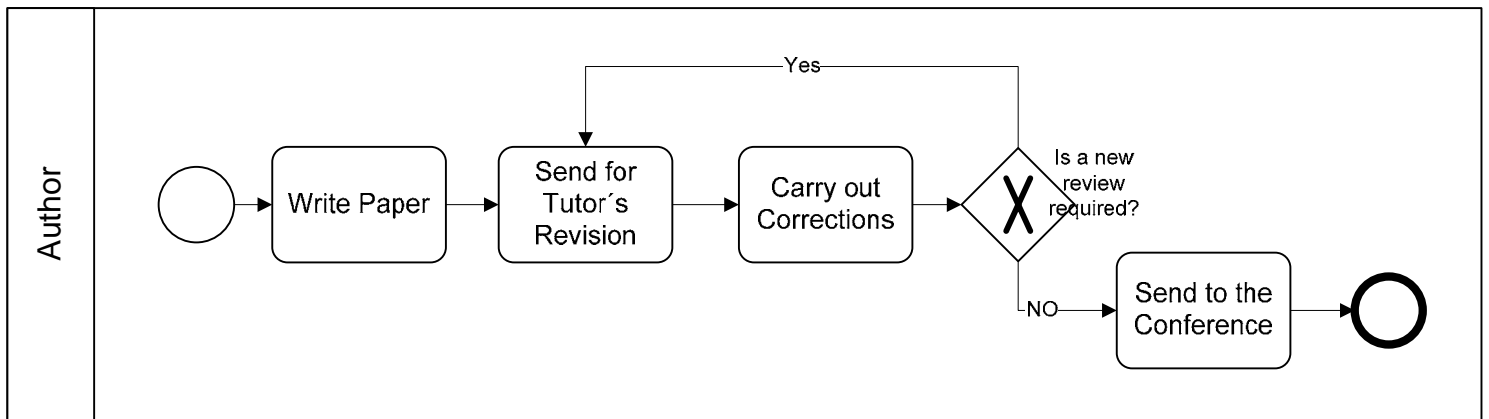 Author
Yes
Write Paper
Send for
Tutor´s
Revision
Carry out
Corrections
Is a new
review
required?
NO
Send to the
Conference